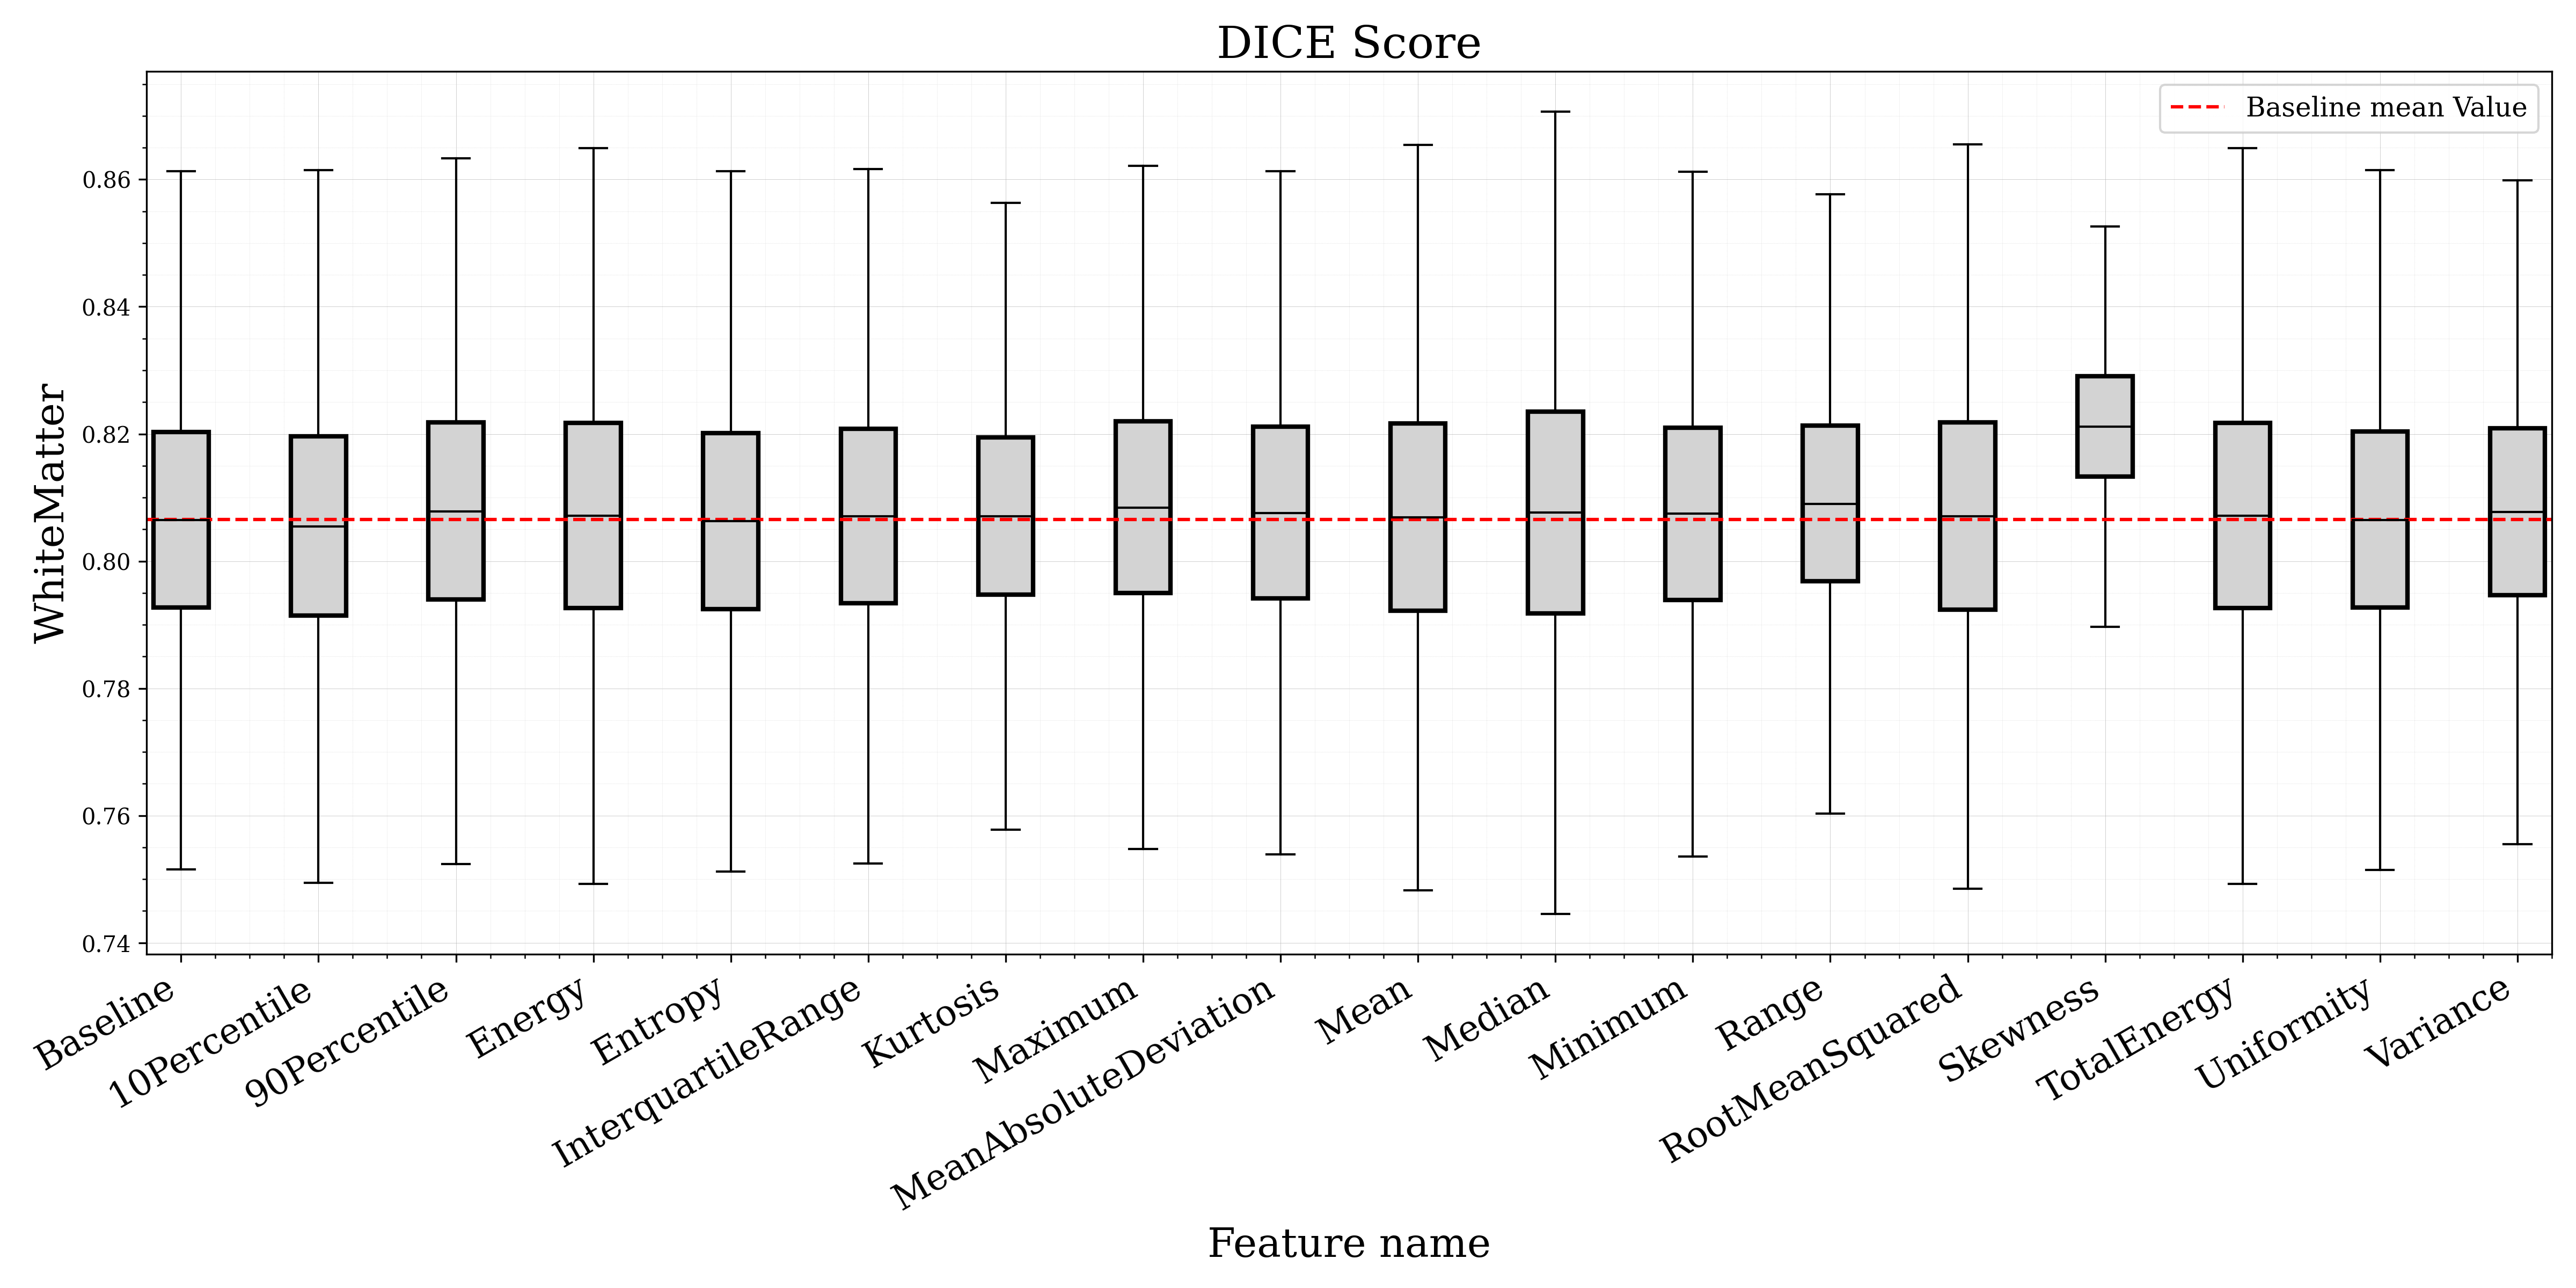 DICE Score
Baseline mean Value
WhiteMatter
0.86
0.84
0.82
0.80
0.78
0.76
0.74
Baseline
10Percentile
90Percentile
Energy
Entropy
InterquartileRange
Kurtosis
Maximum
MeanAbsoluteDeviation
Mean
Median
Minimum
Range
RootMeanSquared
Skewness
TotalEnergy
Uniformity
Variance
Feature name